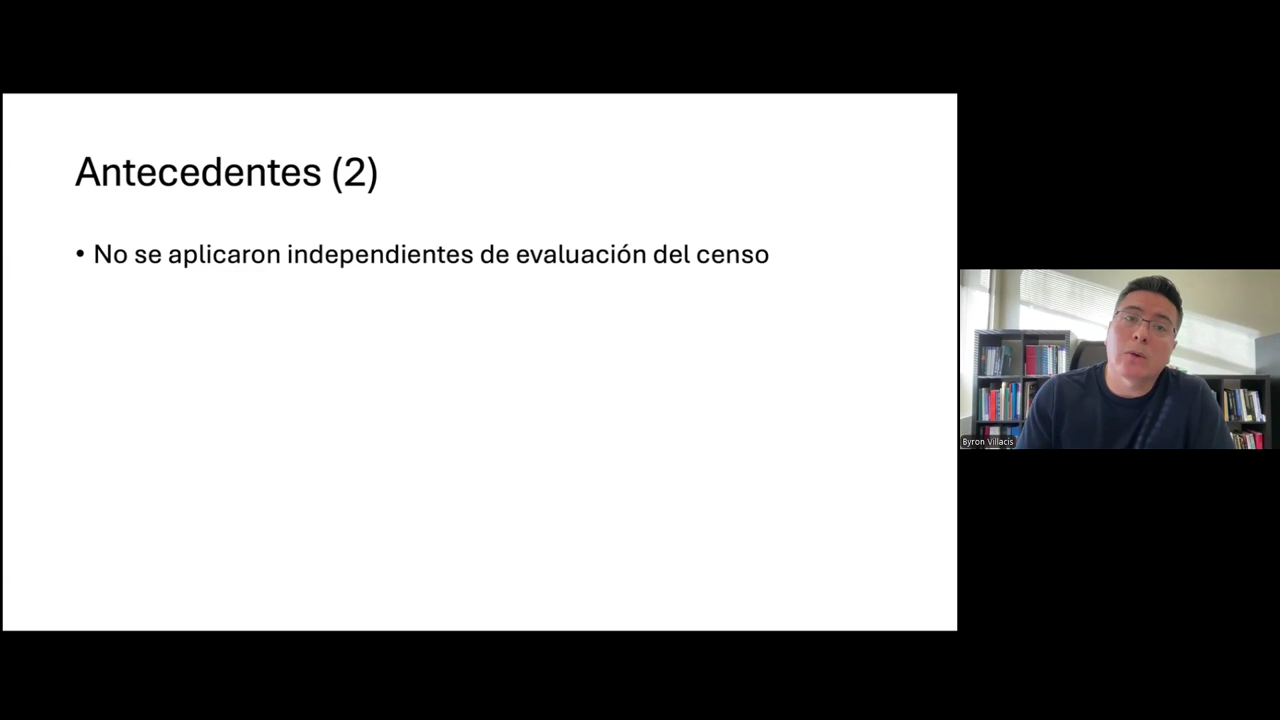 Antecedentes (2)
• No se aplicaron independientes de evaluación del censo
Byron Villacis